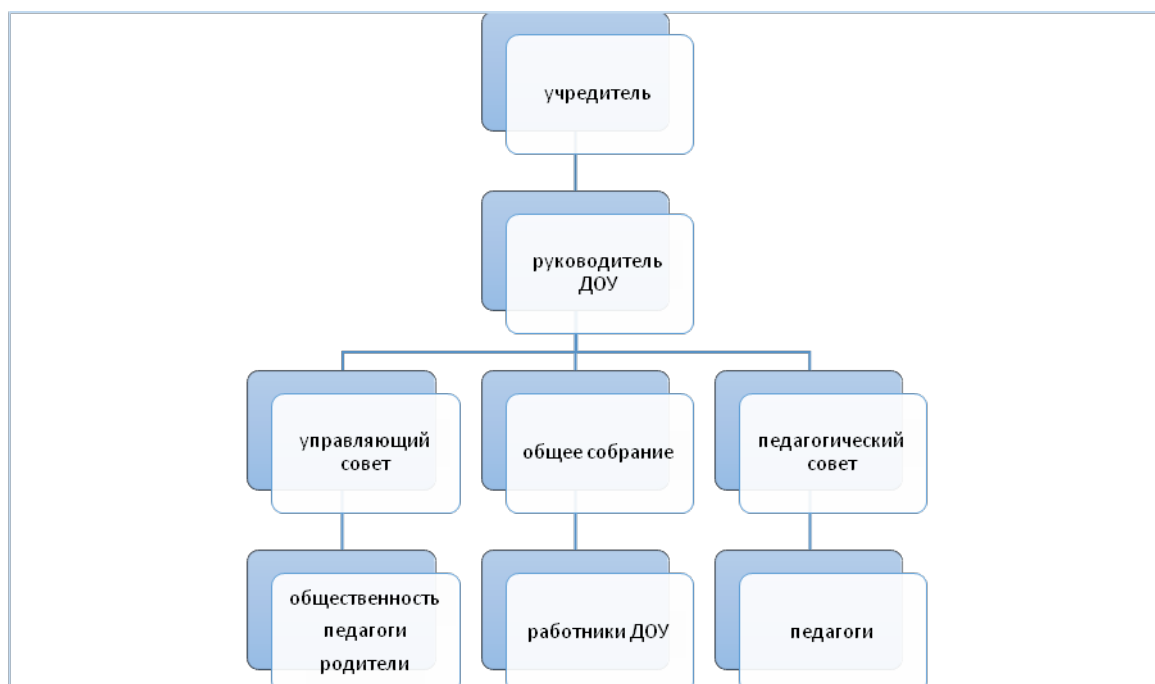 учредитель
руководитель
ДОУ
управляющий
совет
общее собрание
педагогический
совет
общественность
педагоги
родители
работники ДОУ
педагоги